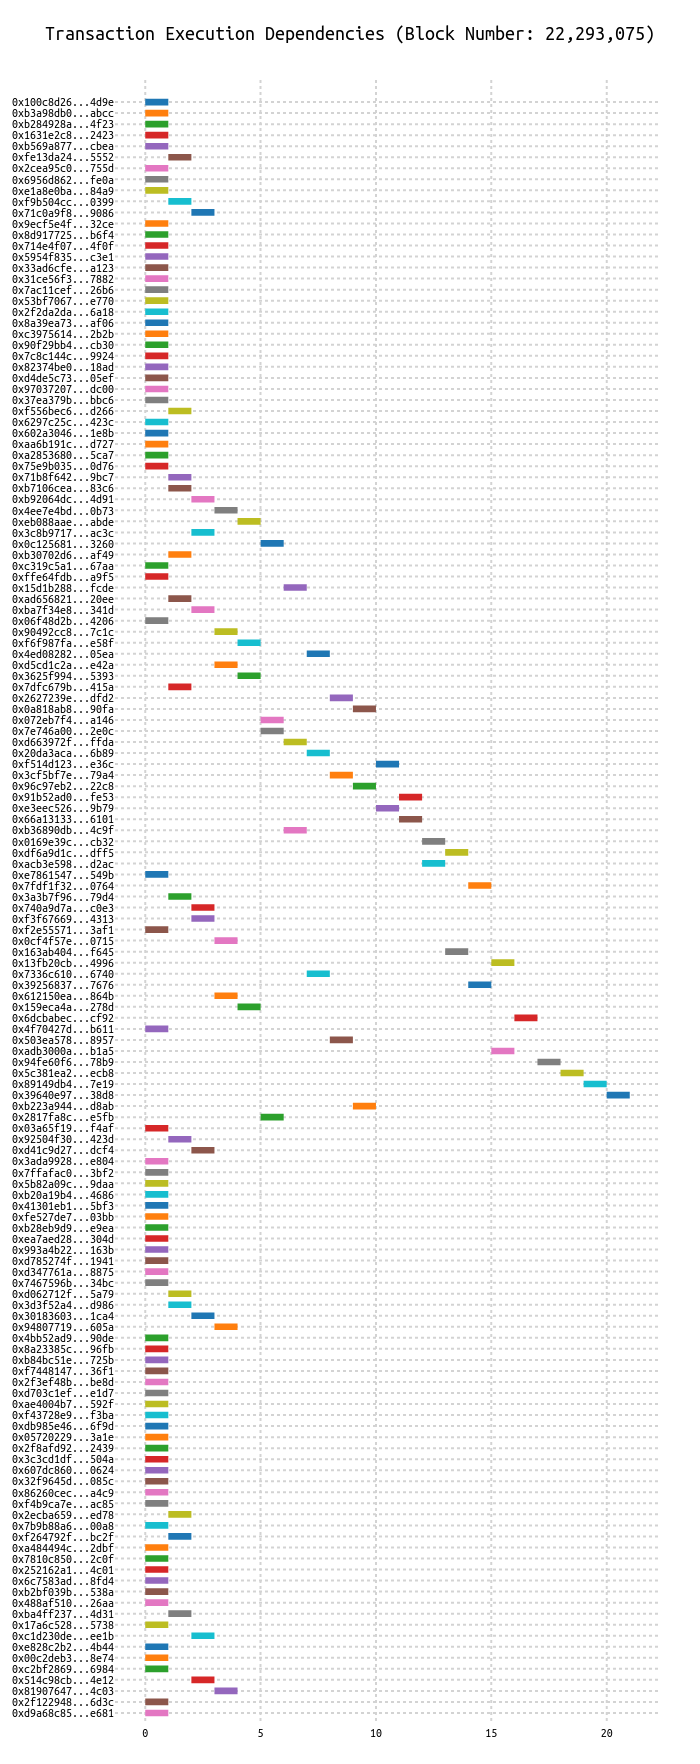 Transaction Execution Dependencies (Block Number: 22,293,075)
0x100c8d26...4d9e
0xb3a98db0...abcc
0xb284928a...4f23
0x1631e2c8...2423
0xb569a877...cbea
0xfe13da24...5552
0x2cea95c0...755d
0x6956d862...fe0a
0xe1a8e0ba...84a9
0xf9b504cc...0399
0x71c0a9f8...9086
0x9ecf5e4f...32ce
0x8d917725...b6f4
0x714e4f07...4f0f
0x5954f835...c3e1
0x33ad6cfe...a123
0x31ce56f3...7882
0x7ac11cef...26b6
0x53bf7067...e770
0x2f2da2da...6a18
0x8a39ea73...af06
0xc3975614...2b2b
0x90f29bb4...cb30
0x7c8c144c...9924
0x82374be0...18ad
0xd4de5c73...05ef
0x97037207...dc00
0x37ea379b...bbc6
0xf556bec6...d266
0x6297c25c...423c
0x602a3046...1e8b
0xaa6b191c...d727
0xa2853680...5ca7
0x75e9b035...0d76
0x71b8f642...9bc7
0xb7106cea...83c6
0xb92064dc...4d91
0x4ee7e4bd...0b73
0xeb088aae...abde
0x3c8b9717...ac3c
0x0c125681...3260
0xb30702d6...af49
0xc319c5a1...67aa
0xffe64fdb...a9f5
0x15d1b288...fcde
0xad656821...20ee
0xba7f34e8...341d
0x06f48d2b...4206
0x90492cc8...7c1c
0xf6f987fa...e58f
0x4ed08282...05ea
0xd5cd1c2a...e42a
0x3625f994...5393
0x7dfc679b...415a
0x2627239e...dfd2
0x0a818ab8...90fa
0x072eb7f4...a146
0x7e746a00...2e0c
0xd663972f...ffda
0x20da3aca...6b89
0xf514d123...e36c
0x3cf5bf7e...79a4
0x96c97eb2...22c8
0x91b52ad0...fe53
0xe3eec526...9b79
0x66a13133...6101
0xb36890db...4c9f
0x0169e39c...cb32
0xdf6a9d1c...dff5
0xacb3e598...d2ac
0xe7861547...549b
0x7fdf1f32...0764
0x3a3b7f96...79d4
0x740a9d7a...c0e3
0xf3f67669...4313
0xf2e55571...3af1
0x0cf4f57e...0715
0x163ab404...f645
0x13fb20cb...4996
0x7336c610...6740
0x39256837...7676
0x612150ea...864b
0x159eca4a...278d
0x6dcbabec...cf92
0x4f70427d...b611
0x503ea578...8957
0xadb3000a...b1a5
0x94fe60f6...78b9
0x5c381ea2...ecb8
0x89149db4...7e19
0x39640e97...38d8
0xb223a944...d8ab
0x2817fa8c...e5fb
0x03a65f19...f4af
0x92504f30...423d
0xd41c9d27...dcf4
0x3ada9928...e804
0x7ffafac0...3bf2
0x5b82a09c...9daa
0xb20a19b4...4686
0x41301eb1...5bf3
0xfe527de7...03bb
0xb28eb9d9...e9ea
0xea7aed28...304d
0x993a4b22...163b
0xd785274f...1941
0xd347761a...8875
0x7467596b...34bc
0xd062712f...5a79
0x3d3f52a4...d986
0x30183603...1ca4
0x94807719...605a
0x4bb52ad9...90de
0x8a23385c...96fb
0xb84bc51e...725b
0xf7448147...36f1
0x2f3ef48b...be8d
0xd703c1ef...e1d7
0xae4004b7...592f
0xf43728e9...f3ba
0xdb985e46...6f9d
0x05720229...3a1e
0x2f8afd92...2439
0x3c3cd1df...504a
0x607dc860...0624
0x32f9645d...085c
0x86260cec...a4c9
0xf4b9ca7e...ac85
0x2ecba659...ed78
0x7b9b88a6...00a8
0xf264792f...bc2f
0xa484494c...2dbf
0x7810c850...2c0f
0x252162a1...4c01
0x6c7583ad...8fd4
0xb2bf039b...538a
0x488af510...26aa
0xba4ff237...4d31
0x17a6c528...5738
0xc1d230de...ee1b
0xe828c2b2...4b44
0x00c2deb3...8e74
0xc2bf2869...6984
0x514c98cb...4e12
0x81907647...4c03
0x2f122948...6d3c
0xd9a68c85...e681
0 5 10 15 20